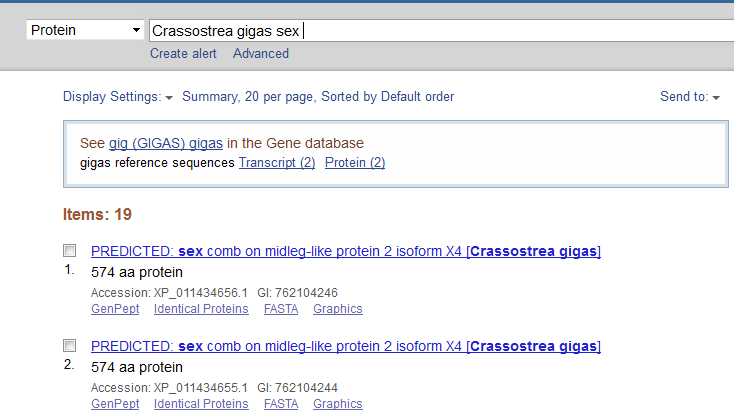 Protein Crassostrea gigas sex
Create alert Advanced
Display Settings: Summary, 20 per page, Sorted by Default order Send to:
See gig (GIGAS) gigas in the Gene database
gigas reference sequences Transcript (2) Protein (2)
Items: 19
PREDICTED: sex comb on midleg-like protein 2 isoform X4 [Crassostrea gigas]
1. 574 aa protein
Accession: XP_011434656.1 GI: 762104246
GenPept Identical Proteins FASTA Graphics
PREDICTED: sex comb on midleg-like protein 2 isoform X4 [Crassostrea gigas]
2. 574 aa protein
Accession: XP_011434655.1 GI: 762104244
GenPept Identical Proteins FASTA Graphics